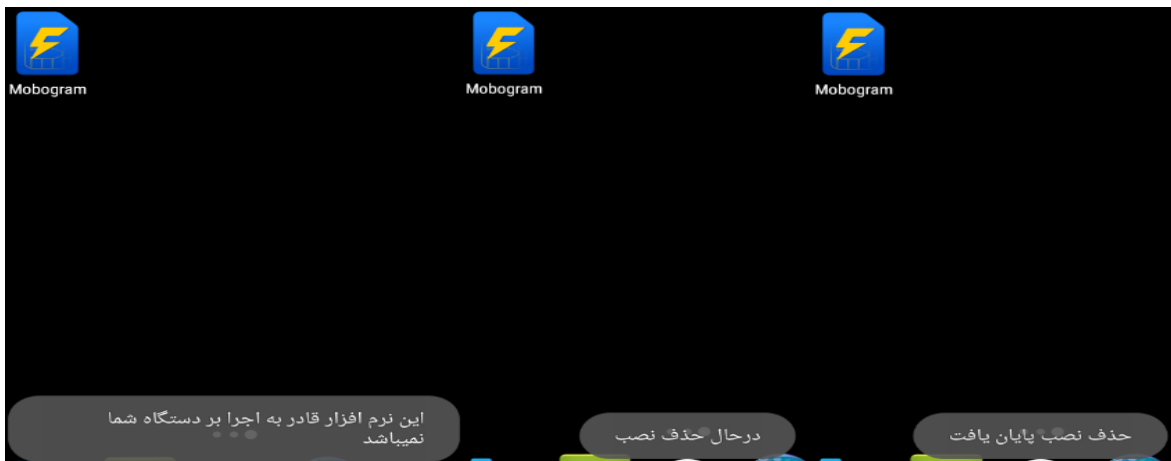 Mobogram
Mobogram
Mobogram
این نرم افزار قادر به اجرا بر دستگاه شما
نمیباشد
درحال حذف نصب
حذف نصب پایان یافت